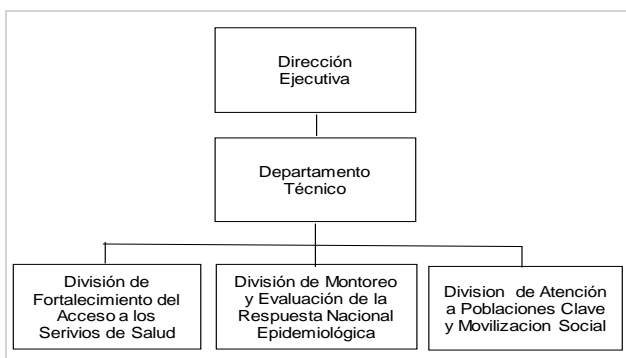 Dirección
Ejecutiva
Departamento
Técnico
División de
Fortalecimiento del
Acceso a los
Serivios de Salud
División de Montoreo
y Evaluación de la
Respuesta Nacional
Epidemiológica
Division de Atención
a Poblaciones Clave
y Movilizacion Social